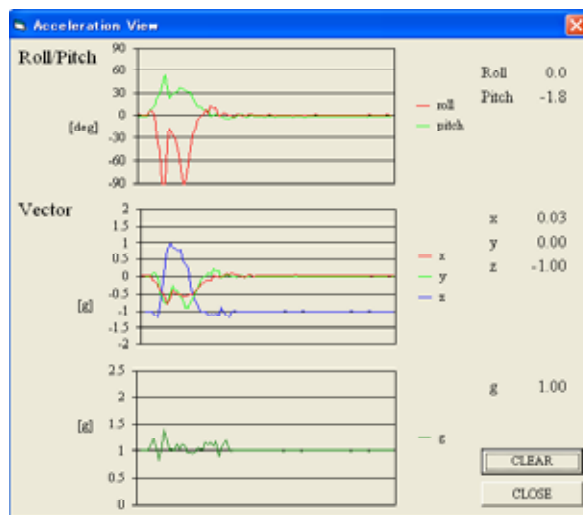 Acceleration View
Roll/Pitch
90
60
30
0
-30
-60
-90
[deg]
roll
pitch
Roll 0.0
Pitch -1.8
Vector
2
1.5
1
0.5
0
-0.5
-1
-1.5
-2
[g]
x
y
z
x 0.03
y 0.00
z -1.00
2.5
2
1.5
1
0.5
0
[g]
g
g 1.00
CLEAR
CLOSE